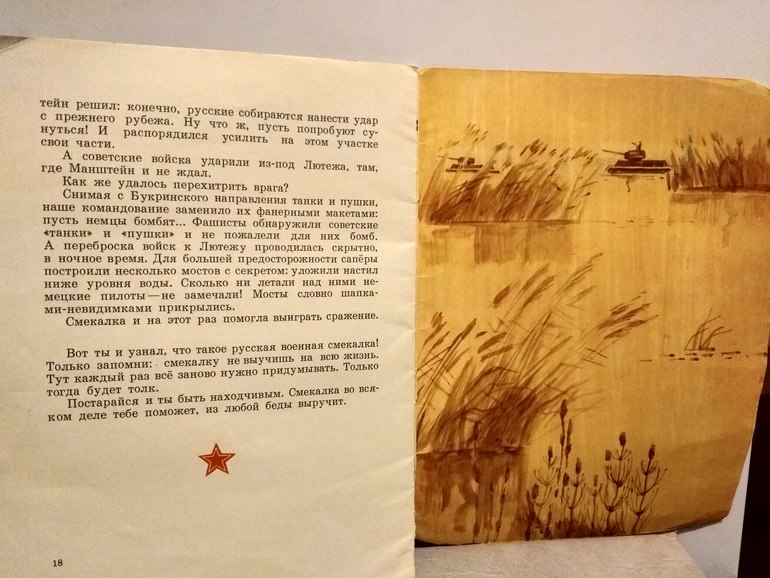 тейн решил: конечно, русские собираются нанести удар
с прежнего рубежа. Ну что ж, пусть попробуют су-
нуться! И распорядился усилить на этом участке
свои части.
А советские войска ударили из-под Лютежа, там,
где Манштейн и не ждал.
Как же удалось перехитрить врага?
Снимая с Букринского направления танки и пушки,
наше командование заменило их фанерными макетами:
пусть немцы бомбят... Фашисты обнаружили советские
«танки» и «пушки» и не пожалели для них бомб.
А переброска войск к Лютежу проводилась скрытно,
в ночное время. Для большей предосторожности сапёры
построили несколько мостов с секретом: уложили настил
ниже уровня воды. Сколько ни летали над ними не-
мецкие пилоты — не замечали! Мосты словно шапка-
ми-невидимками прикрылись.
Смекалка и на этот раз помогла выиграть сражение.
Вот ты и узнал, что такое русская военная смекалка!
Только запомни: смекалку не выучишь на всю жизнь.
Тут каждый раз всё заново нужно придумывать. Только
тогда будет толк.
Постарайся и ты быть находчивым. Смекалка во вся-
ком деле тебе поможет, из любой беды выручит.
18